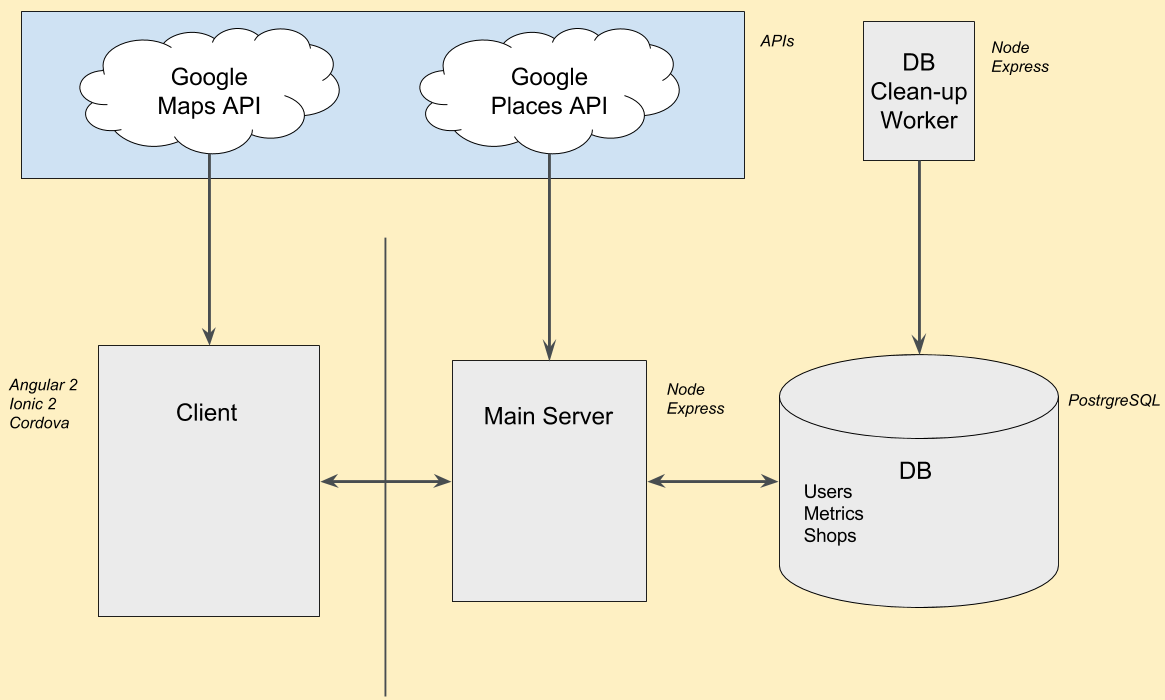 Google
Maps API
Google
Places API
APIs
DB
Clean-up
Worker
Node
Express
Angular 2
Ionic 2
Cordova
Client
Main Server
Node
Express
PostrgreSQL
DB
Users
Metrics
Shops